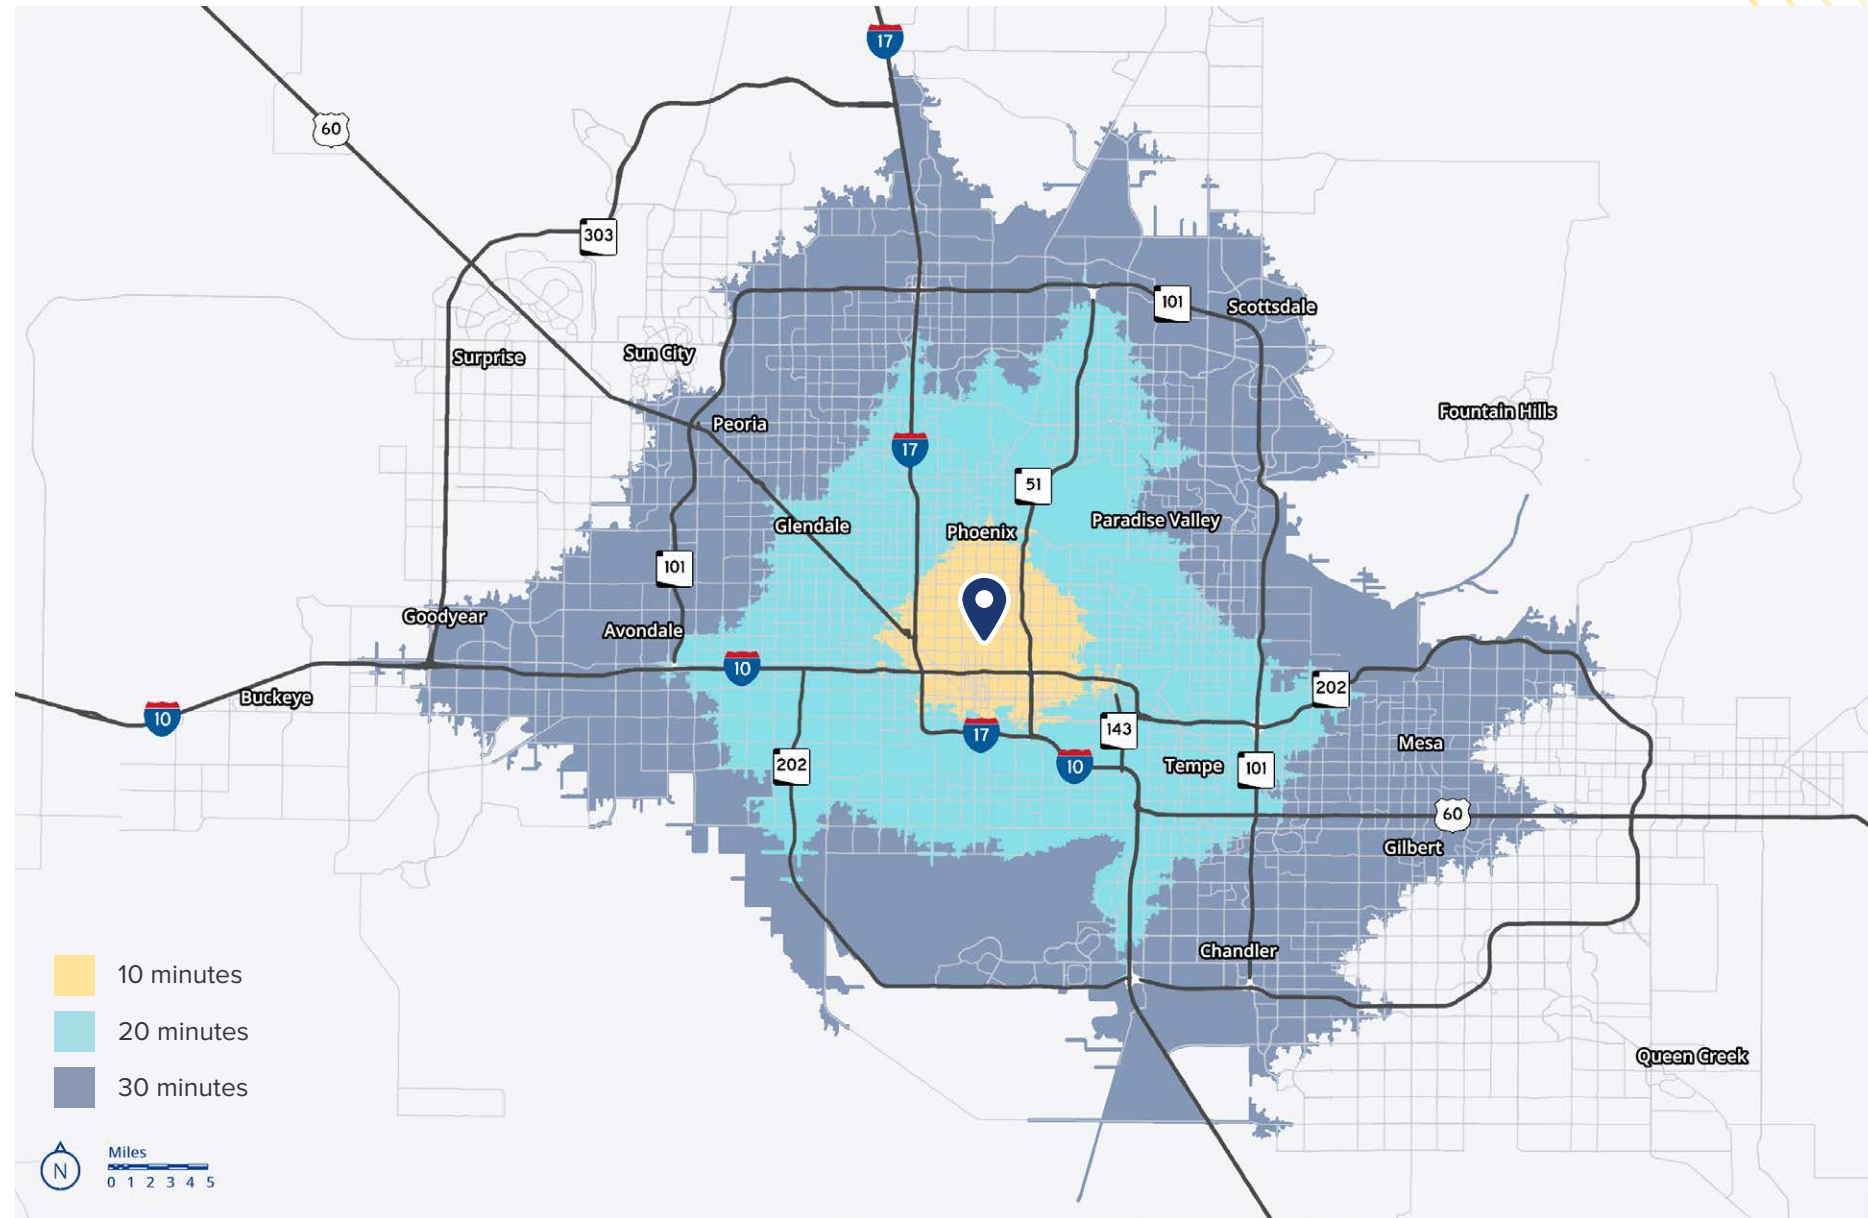 17
60
303
101
Scottsdale
Surprise
Sun City
Fountain Hills
Peoria
17
51
Glendale
Phoenix
Paradise Valley
101
Goodyear
Avondale
10
202
Buckeye
10
17
143
Mesa
202
10
Tempe
101
60
Gilbert
Chandler
10 minutes
20 minutes
30 minutes
Queen Creek
N
Miles
0 1 2 3 4 5